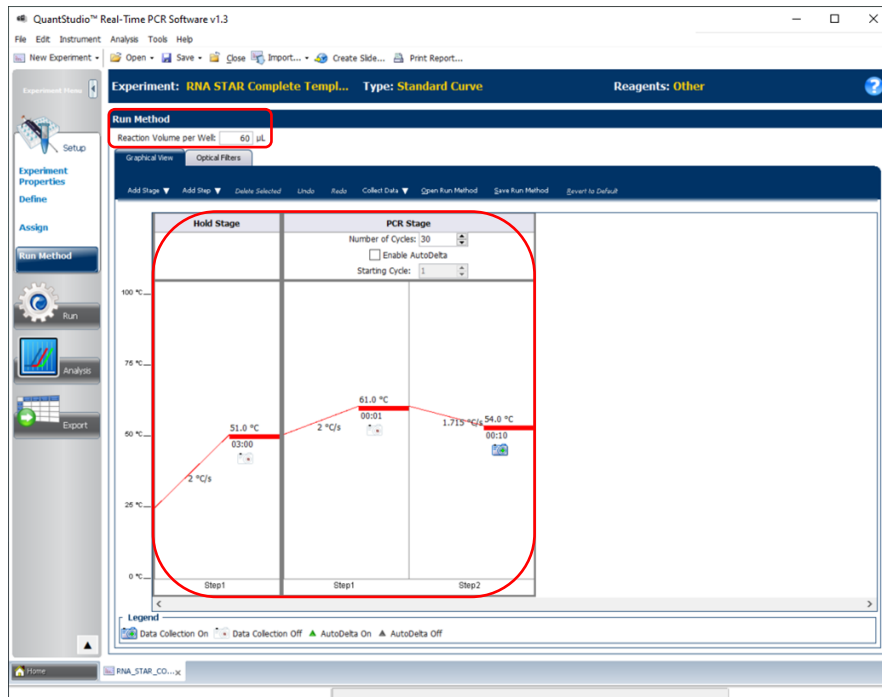 QuantStudio™ Real-Time PCR Software v1.3
File Edit Instrument Analysis Tools Help
New Experiment Open Save Close Import... Create Slide... Print Report...
Experiment Menu
Experiment: RNA STAR Complete Templ... Type: Standard Curve Reagents: Other ?
Setup
Experiment
Properties
Define
Assign
Run Method
Run
Analysis
Export
Run Method
Reaction Volume per Well: 60 µL
Graphical View Optical Filters
Add Stage Add Step Delete Selected Undo Redo Collect Data Open Run Method Save Run Method Revert to Default
Hold Stage PCR Stage
Number of Cycles: 30
Enable AutoDelta
Starting Cycle: 1
100 °C
75 °C
61.0 °C
00:01
51.0 °C
03:00
54.0 °C
00:10
50 °C
2 °C/s
1.715 °C/s
2 °C/s
25 °C
0 °C
Step1 Step1 Step2
Legend
Data Collection On Data Collection Off AutoDelta On AutoDelta Off
Home RNA_STAR_CO... x